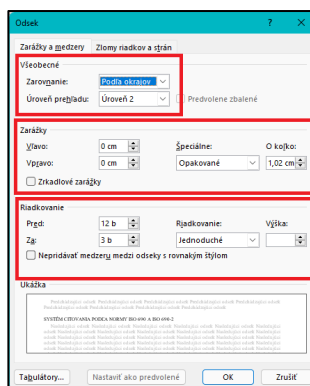 Odsek ? ×
Zarážky a medzery Zlomy riadkov a strán
Všeobecné
Zarovnanie: Podľa okrajov
Úroveň prehľadu: Úroveň 2 Predvolene zbalené
Zarážky
Vľavo: 0 cm Špeciálne: O koľko:
Vpravo: 0 cm Opakované 1,02 cm
Zrkadlové zarážky
Riadkovanie
Pred: 12 b Riadkovanie: Výška:
Za: 3 b Jednoduché
Nepridávať medzeru medzi odseky s rovnakým štýlom
Ukážka
SYSTÉM CITOVANIA PODĽA NORMY ISO 690 A ISO 690-2
Tabulátory... Nastaviť ako predvolené OK Zrušiť